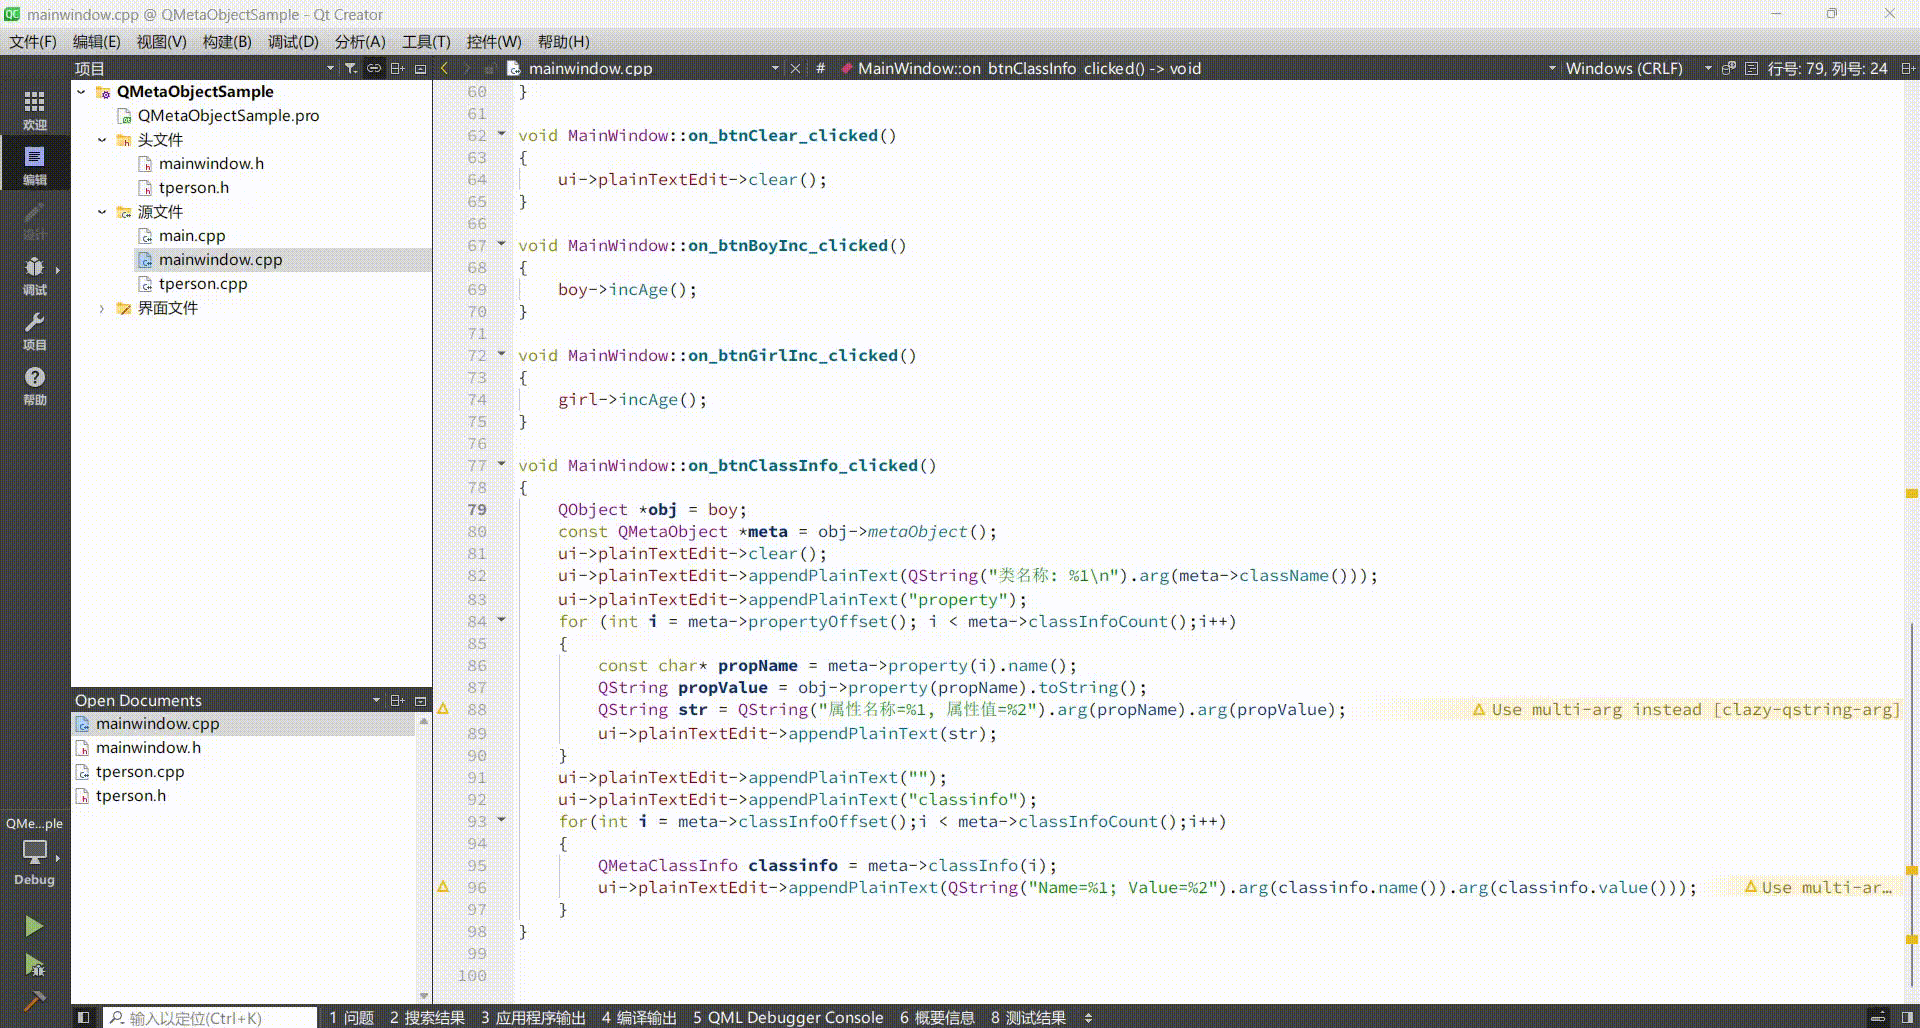 mainwindow.cpp @ QMetaObjectSample - Qt Creator
文件(F) 编辑(E) 视图(V) 构建(B) 调试(D) 分析(A) 工具(T) 控件(W) 帮助(H)
项目
mainwindow.cpp # MainWindow::on_btnClassInfo_clicked() -> void Windows (CRLF) 行号: 79, 列号: 24
欢迎
编辑
设计
调试
项目
帮助
QMe...ple
Debug
QMetaObjectSample
QMetaObjectSample.pro
头文件
mainwindow.h
tperson.h
源文件
main.cpp
mainwindow.cpp
tperson.cpp
界面文件
Open Documents
mainwindow.cpp
mainwindow.h
tperson.cpp
tperson.h
60 }
61
62 void MainWindow::on_btnClear_clicked()
63 {
64 ui->plainTextEdit->clear();
65 }
66
67 void MainWindow::on_btnBoyInc_clicked()
68 {
69 boy->incAge();
70 }
71
72 void MainWindow::on_btnGirlInc_clicked()
73 {
74 girl->incAge();
75 }
76
77 void MainWindow::on_btnClassInfo_clicked()
78 {
79 QObject *obj = boy;
80 const QMetaObject *meta = obj->metaObject();
81 ui->plainTextEdit->clear();
82 ui->plainTextEdit->appendPlainText(QString("类名称: %1\n").arg(meta->className()));
83 ui->plainTextEdit->appendPlainText("property");
84 for (int i = meta->propertyOffset(); i < meta->classInfoCount();i++)
85 {
86 const char* propName = meta->property(i).name();
87 QString propValue = obj->property(propName).toString();
88 QString str = QString("属性名称=%1, 属性值=%2").arg(propName).arg(propValue); Use multi-arg instead [clazy-qstring-arg]
89 ui->plainTextEdit->appendPlainText(str);
90 }
91 ui->plainTextEdit->appendPlainText("");
92 ui->plainTextEdit->appendPlainText("classinfo");
93 for(int i = meta->classInfoOffset();i < meta->classInfoCount();i++)
94 {
95 QMetaClassInfo classinfo = meta->classInfo(i);
96 ui->plainTextEdit->appendPlainText(QString("Name=%1; Value=%2").arg(classinfo.name()).arg(classinfo.value())); Use multi-ar…
97 }
98 }
99
100
输入以定位(Ctrl+K) 1 问题 2 搜索结果 3 应用程序输出 4 编译输出 5 QML Debugger Console 6 概要信息 8 测试结果